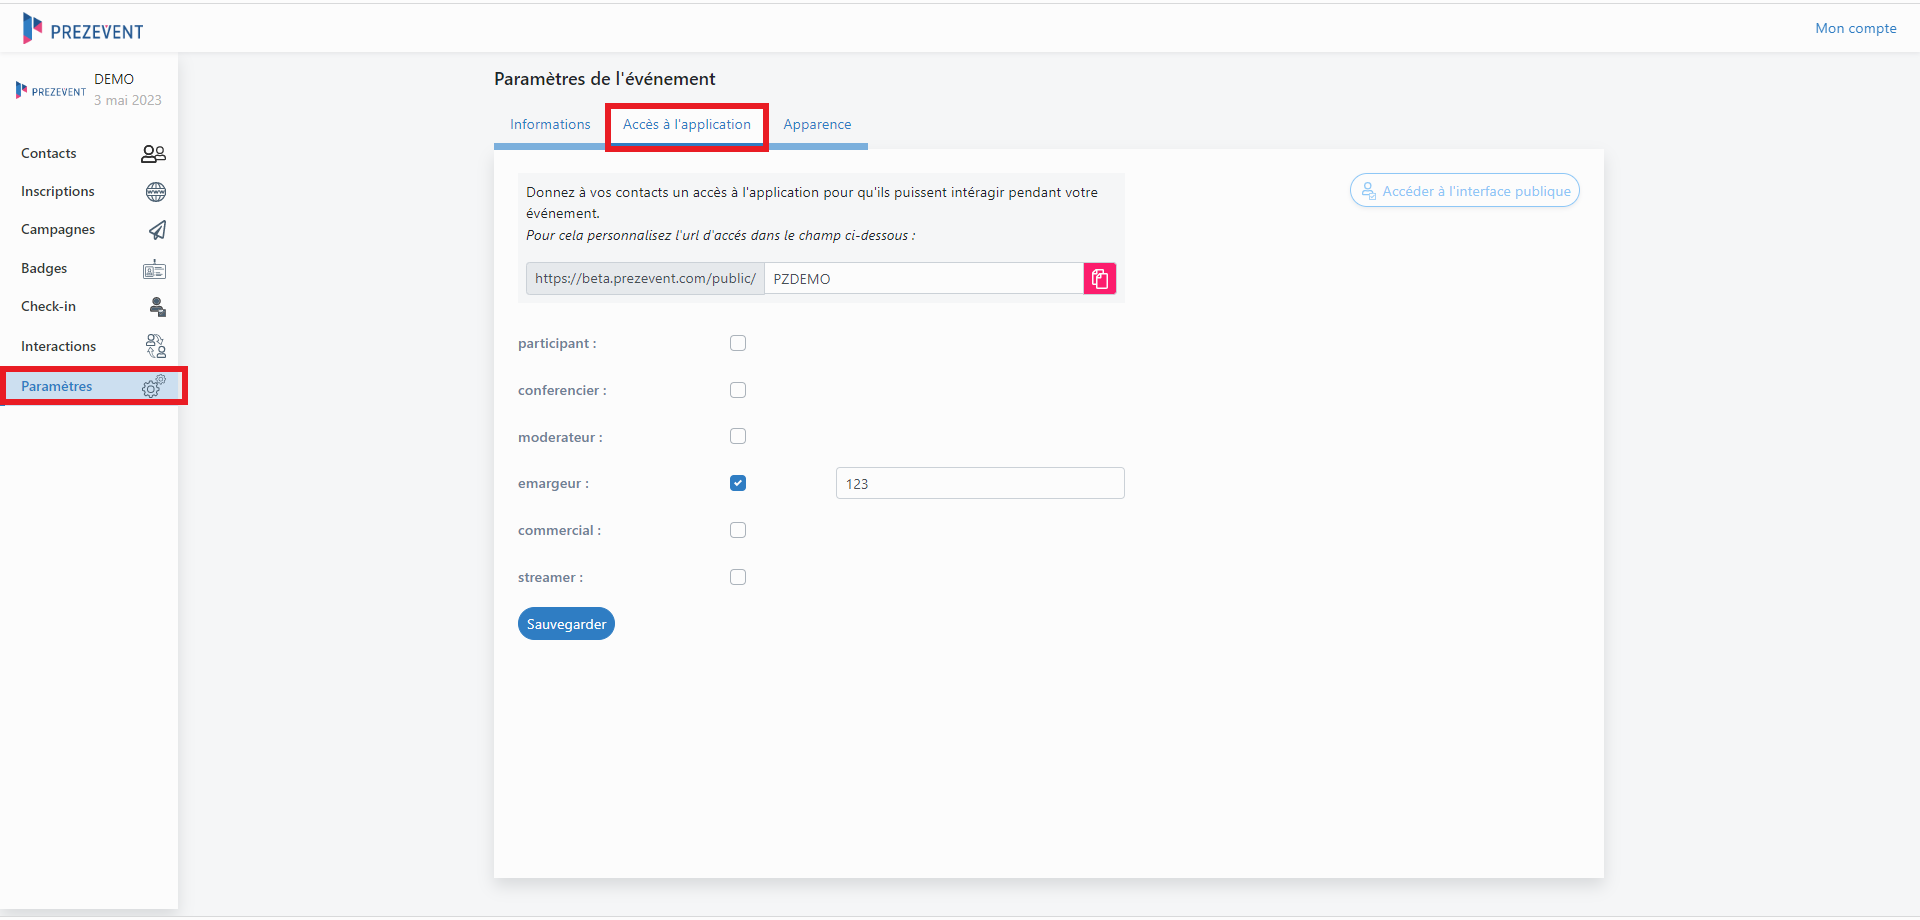 PREZEVENT
Mon compte
PREZEVENT
DEMO
3 mai 2023
Contacts
Inscriptions
Campagnes
Badges
Check-in
Interactions
Paramètres
Paramètres de l'événement
Informations
Accès à l'application
Apparence
Donnez à vos contacts un accès à l'application pour qu'ils puissent intéragir pendant votre
événement.
Pour cela personnalisez l'url d'accés dans le champ ci-dessous :
https://beta.prezevent.com/public/
PZDEMO
Accéder à l'interface publique
participant :
conferencier :
moderateur :
emargeur :
123
commercial :
streamer :
Sauvegarder